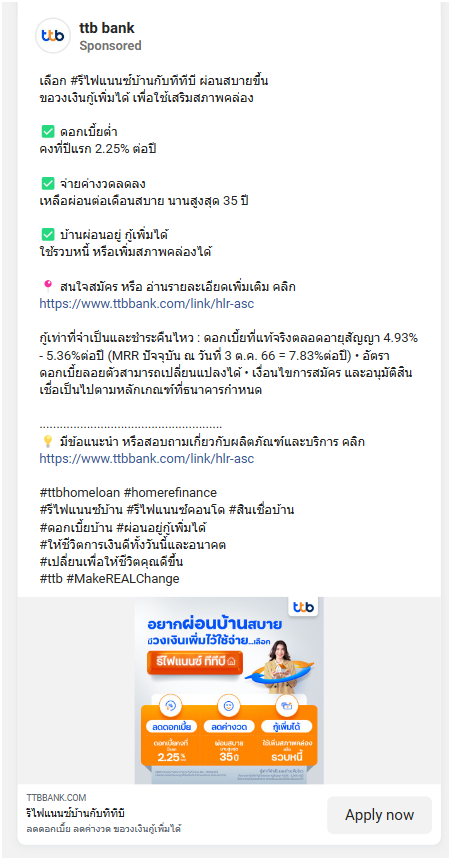 ttb bank
Sponsored
เลือก #รีไฟแนนซ์บ้านกับทีทีบี ผ่อนสบายขึ้น
ขอวงเงินกู้เพิ่มได้ เพื่อใช้เสริมสภาพคล่อง
✅ ดอกเบี้ยต่ำ
คงที่ปีแรก 2.25% ต่อปี
✅ จ่ายค่างวดลดลง
เหลือผ่อนต่อเดือนสบาย นานสูงสุด 35 ปี
✅ บ้านผ่อนอยู่ กู้เพิ่มได้
ใช้รวบหนี้ หรือเพิ่มสภาพคล่องได้
📍 สนใจสมัคร หรือ อ่านรายละเอียดเพิ่มเติม คลิก
https://www.ttbbank.com/link/hlr-asc
กู้เท่าที่จำเป็นและชำระคืนไหว : ดอกเบี้ยที่แท้จริงตลอดอายุสัญญา 4.93%
- 5.36%ต่อปี (MRR ปัจจุบัน ณ วันที่ 3 ต.ค. 66 = 7.83%ต่อปี) • อัตรา
ดอกเบี้ยลอยตัวสามารถเปลี่ยนแปลงได้ • เงื่อนไขการสมัคร และอนุมัติสิน
เชื่อเป็นไปตามหลักเกณฑ์ที่ธนาคารกำหนด
......................................................
💡 มีข้อแนะนำ หรือสอบถามเกี่ยวกับผลิตภัณฑ์และบริการ คลิก
https://www.ttbbank.com/link/hlr-asc
#ttbhomeloan #homerefinance
#รีไฟแนนซ์บ้าน #รีไฟแนนซ์คอนโด #สินเชื่อบ้าน
#ดอกเบี้ยบ้าน #ผ่อนอยู่กู้เพิ่มได้
#ให้ชีวิตการเงินดีทั้งวันนี้และอนาคต
#เปลี่ยนเพื่อให้ชีวิตคุณดีขึ้น
#ttb #MakeREALChange
ttb
อยากผ่อนบ้านสบาย
มีวงเงินเพิ่มไว้ใช้จ่าย...เลือก
รีไฟแนนซ์ ทีทีบี
ลดดอกเบี้ย ลดค่างวด กู้เพิ่มได้
ดอกเบี้ยคงที่ ผ่อนสบาย ใช้เพิ่มสภาพคล่อง
2.25% 35ปี รวบหนี้
TTBBANK.COM
รีไฟแนนซ์บ้านกับทีทีบี
ลดดอกเบี้ย ลดค่างวด ขอวงเงินกู้เพิ่มได้
Apply now